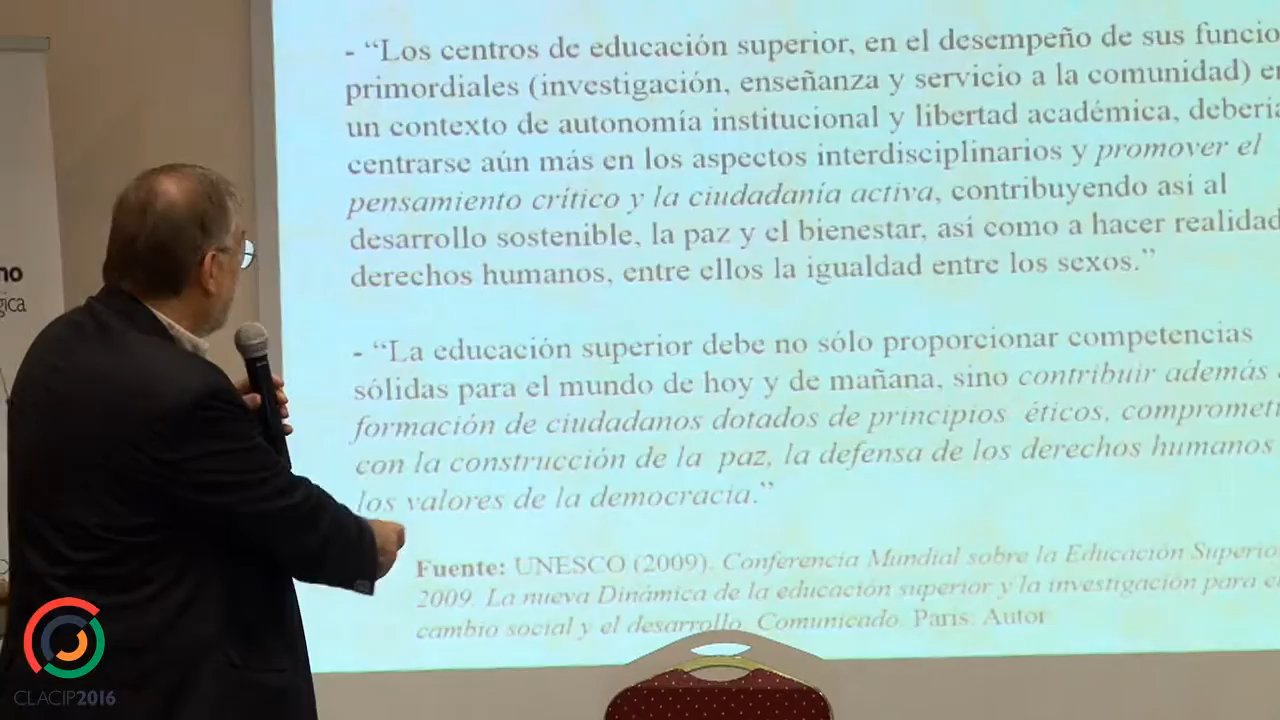 - “Los centros de educación superior, en el desempeño de sus funcio
primordiales (investigación, enseñanza y servicio a la comunidad) en
un contexto de autonomía institucional y libertad académica, debería
centrarse aún más en los aspectos interdisciplinarios y promover el
pensamiento crítico y la ciudadanía activa, contribuyendo así al
desarrollo sostenible, la paz y el bienestar, así como a hacer realidad
derechos humanos, entre ellos la igualdad entre los sexos.”
- “La educación superior debe no sólo proporcionar competencias
sólidas para el mundo de hoy y de mañana, sino contribuir además
formación de ciudadanos dotados de principios éticos, compromet
con la construcción de la paz, la defensa de los derechos humanos
los valores de la democracia.”
Fuente: UNESCO (2009). Conferencia Mundial sobre la Educación Superio
2009. La nueva Dinámica de la educación superior y la investigación para el
cambio social y el desarrollo. Comunicado. París: Autor
no
gica
CLACIP2016